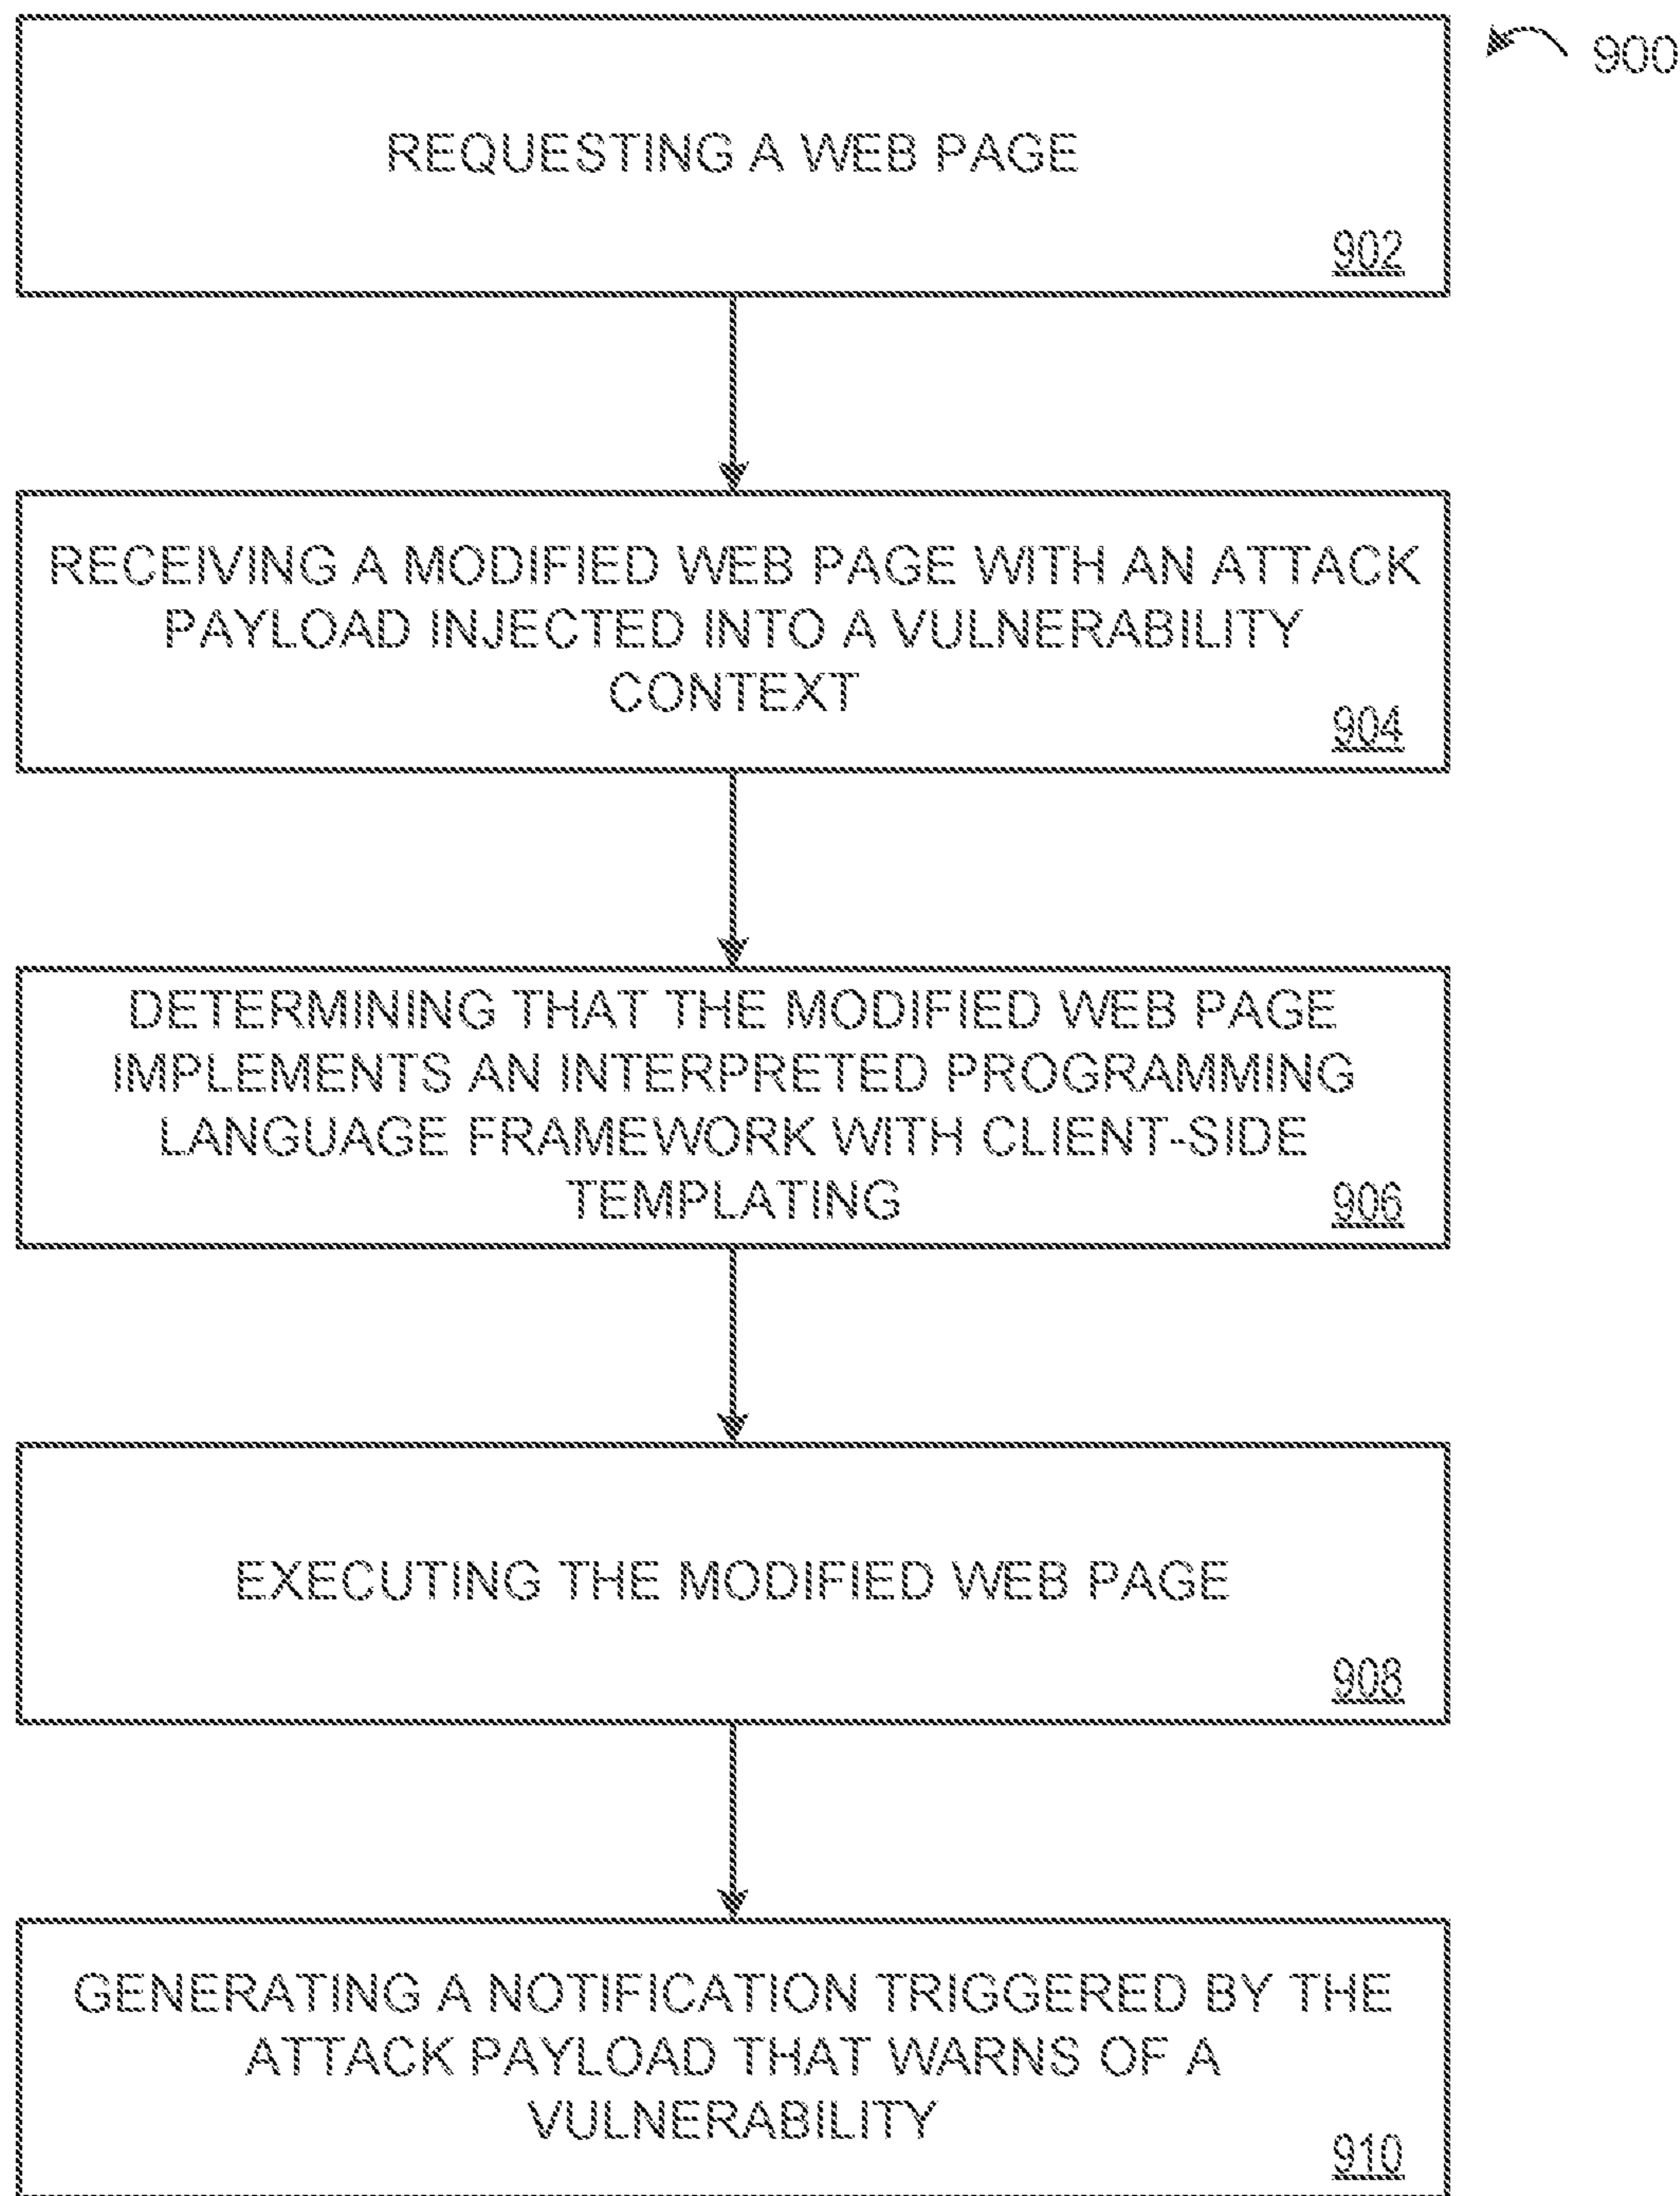 900
REQUESTING A WEB PAGE
902
RECEIVING A MODIFIED WEB PAGE WITH AN ATTACK
PAYLOAD INJECTED INTO A VULNERABILITY
CONTEXT
904
DETERMINING THAT THE MODIFIED WEB PAGE
IMPLEMENTS AN INTERPRETED PROGRAMMING
LANGUAGE FRAMEWORK WITH CLIENT-SIDE
TEMPLATING
906
EXECUTING THE MODIFIED WEB PAGE
908
GENERATING A NOTIFICATION TRIGGERED BY THE
ATTACK PAYLOAD THAT WARNS OF A
VULNERABILITY
910